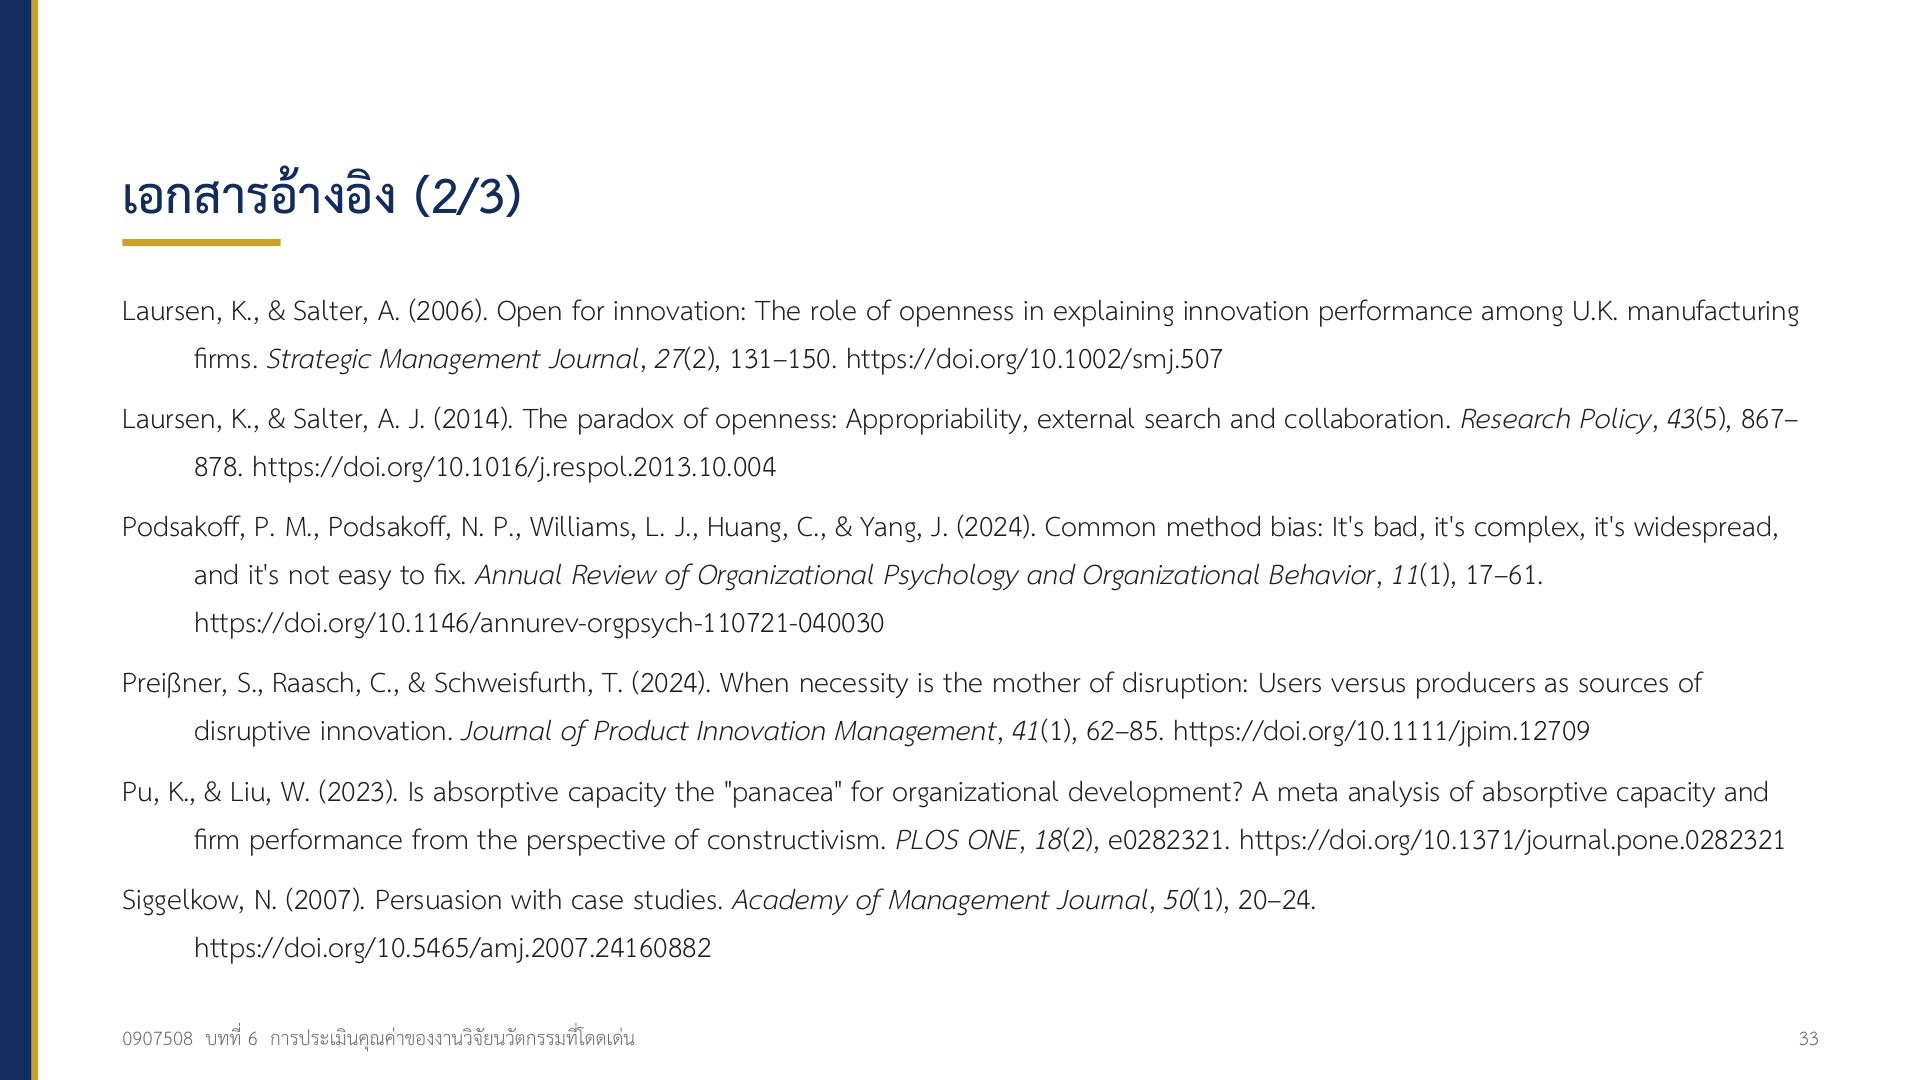 เอกสารอ้างอิง (2/3)
Laursen, K., & Salter, A. (2006). Open for innovation: The role of openness in explaining innovation performance among U.K. manufacturing
firms. Strategic Management Journal, 27(2), 131–150. https://doi.org/10.1002/smj.507
Laursen, K., & Salter, A. J. (2014). The paradox of openness: Appropriability, external search and collaboration. Research Policy, 43(5), 867–
878. https://doi.org/10.1016/j.respol.2013.10.004
Podsakoff, P. M., Podsakoff, N. P., Williams, L. J., Huang, C., & Yang, J. (2024). Common method bias: It's bad, it's complex, it's widespread,
and it's not easy to fix. Annual Review of Organizational Psychology and Organizational Behavior, 11(1), 17–61.
https://doi.org/10.1146/annurev-orgpsych-110721-040030
Preißner, S., Raasch, C., & Schweisfurth, T. (2024). When necessity is the mother of disruption: Users versus producers as sources of
disruptive innovation. Journal of Product Innovation Management, 41(1), 62–85. https://doi.org/10.1111/jpim.12709
Pu, K., & Liu, W. (2023). Is absorptive capacity the "panacea" for organizational development? A meta analysis of absorptive capacity and
firm performance from the perspective of constructivism. PLOS ONE, 18(2), e0282321. https://doi.org/10.1371/journal.pone.0282321
Siggelkow, N. (2007). Persuasion with case studies. Academy of Management Journal, 50(1), 20–24.
https://doi.org/10.5465/amj.2007.24160882
0907508 บทที่ 6 การประเมินคุณค่าของงานวิจัยนวัตกรรมที่โดดเด่น
33